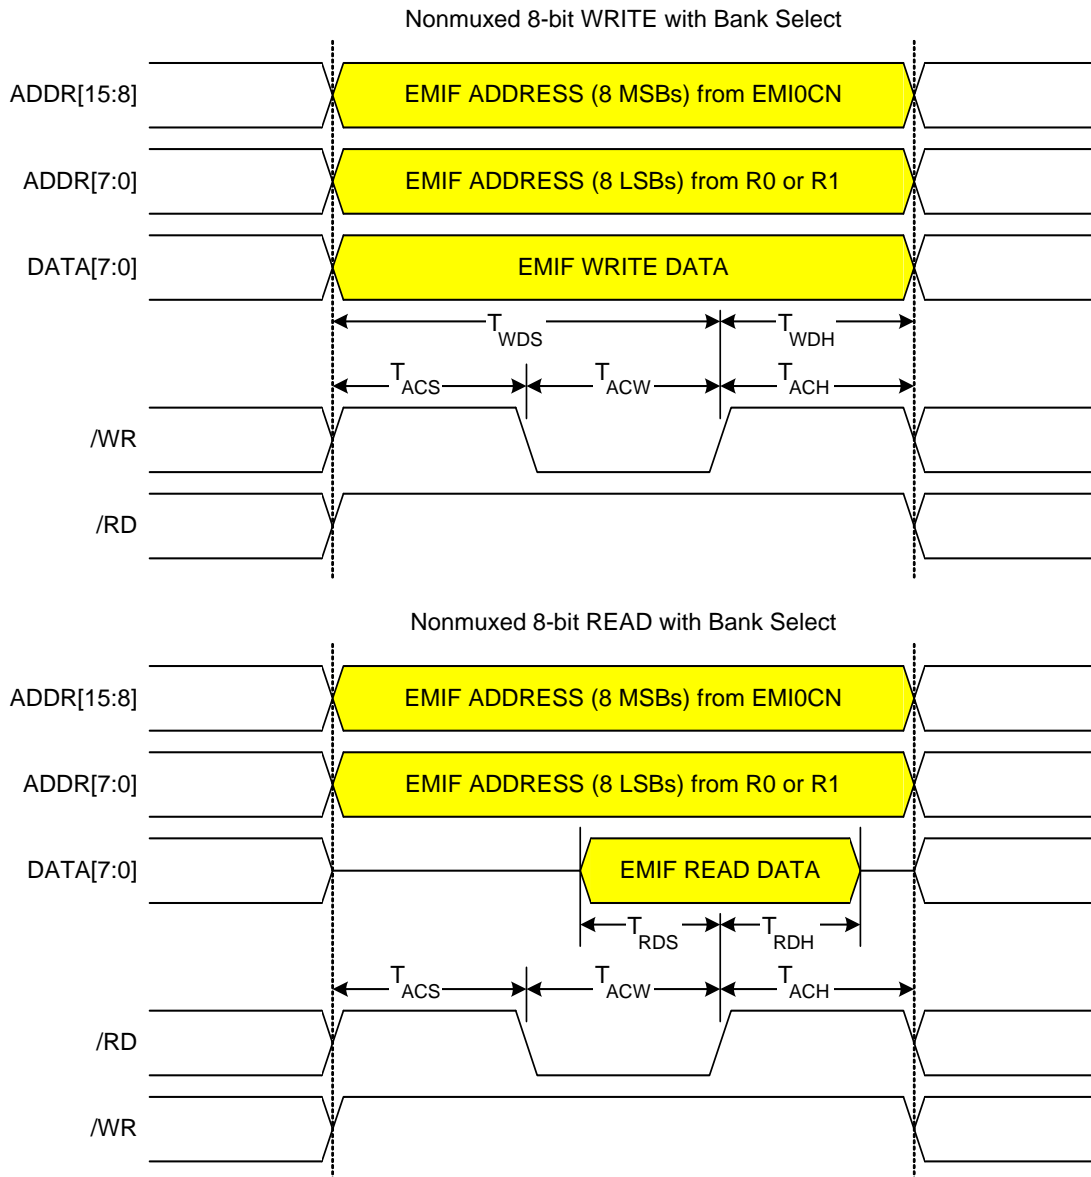 Nonmuxed 8-bit WRITE with Bank Select
ADDR[15:8] EMIF ADDRESS (8 MSBs) from EMI0CN
ADDR[7:0] EMIF ADDRESS (8 LSBs) from R0 or R1
DATA[7:0] EMIF WRITE DATA
TWDS TWDH
TACS TACW TACH
/WR
/RD
Nonmuxed 8-bit READ with Bank Select
ADDR[15:8] EMIF ADDRESS (8 MSBs) from EMI0CN
ADDR[7:0] EMIF ADDRESS (8 LSBs) from R0 or R1
DATA[7:0] EMIF READ DATA
TRDS TRDH
TACS TACW TACH
/RD
/WR